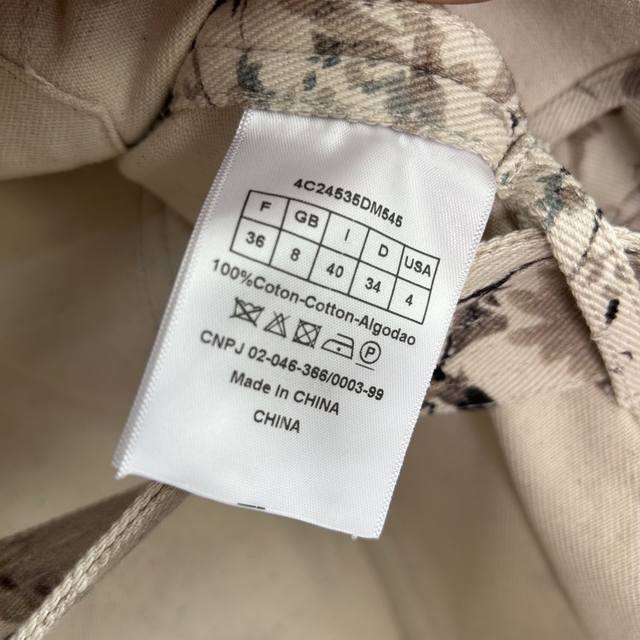 4C24535DM545
F GB I D USA
36 8 40 34 4
100%Coton-Cotton-Algodao
P
CNPJ 02-046-366/0003-99
Made In CHINA
CHINA